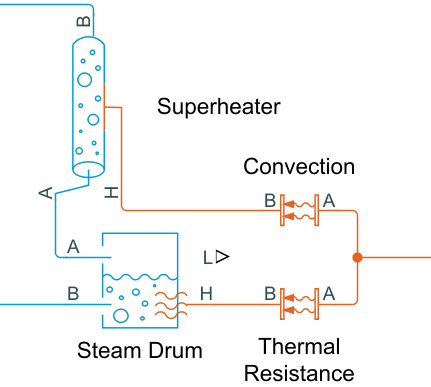 B
Superheater
Convection
A
H
B
A
A
L
B
H
B
A
Steam Drum
Thermal
Resistance